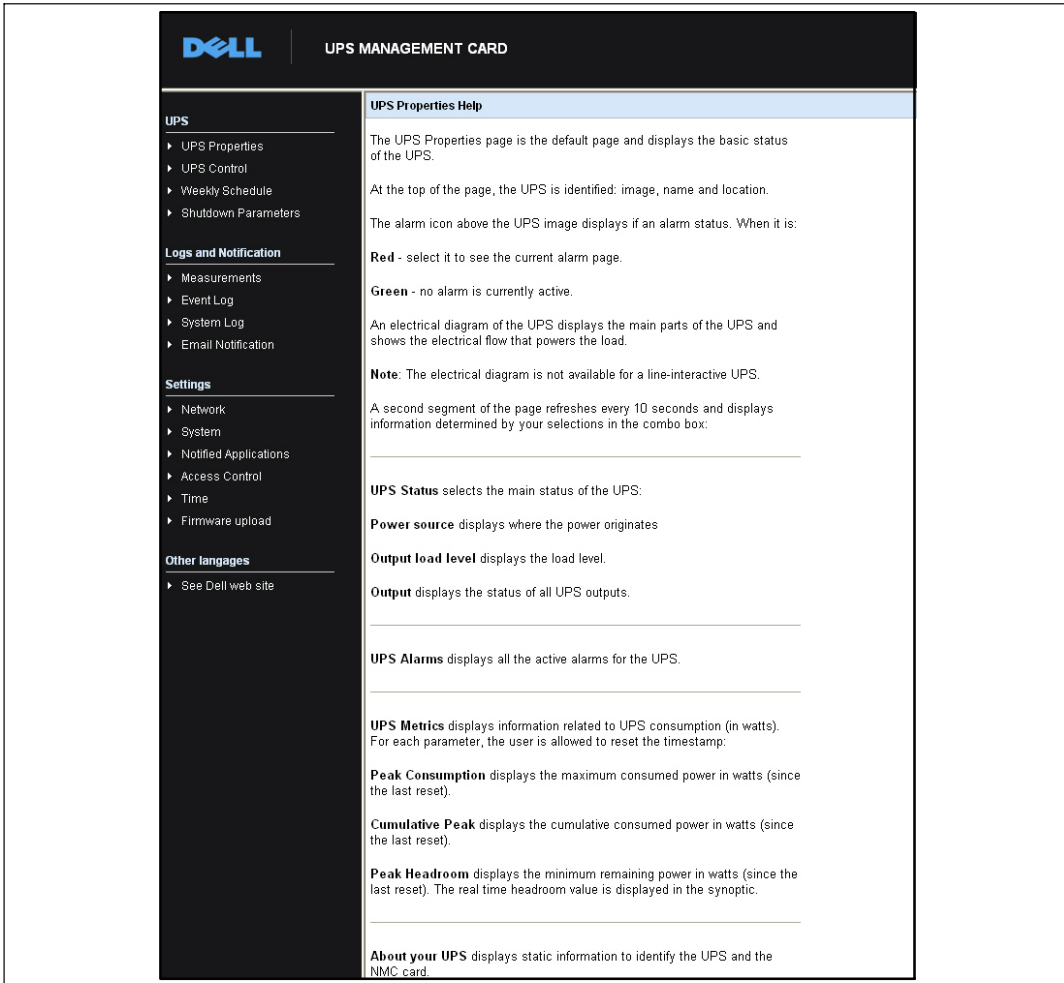 DELL
UPS MANAGEMENT CARD
UPS
UPS Properties
UPS Control
Weekly Schedule
Shutdown Parameters
Logs and Notification
Measurements
Event Log
System Log
Email Notification
Settings
Network
System
Notified Applications
Access Control
Time
Firmware upload
Other langages
See Dell web site
UPS Properties Help
The UPS Properties page is the default page and displays the basic status
of the UPS.
At the top of the page, the UPS is identified: image, name and location.
The alarm icon above the UPS image displays if an alarm status. When it is:
Red - select it to see the current alarm page.
Green - no alarm is currently active.
An electrical diagram of the UPS displays the main parts of the UPS and
shows the electrical flow that powers the load.
Note: The electrical diagram is not available for a line-interactive UPS.
A second segment of the page refreshes every 10 seconds and displays
information determined by your selections in the combo box:
UPS Status selects the main status of the UPS:
Power source displays where the power originates
Output load level displays the load level.
Output displays the status of all UPS outputs.
UPS Alarms displays all the active alarms for the UPS.
UPS Metrics displays information related to UPS consumption (in watts).
For each parameter, the user is allowed to reset the timestamp:
Peak Consumption displays the maximum consumed power in watts (since
the last reset).
Cumulative Peak displays the cumulative consumed power in watts (since
the last reset).
Peak Headroom displays the minimum remaining power in watts (since the
last reset). The real time headroom value is displayed in the synoptic.
About your UPS displays static information to identify the UPS and the
NMC card.